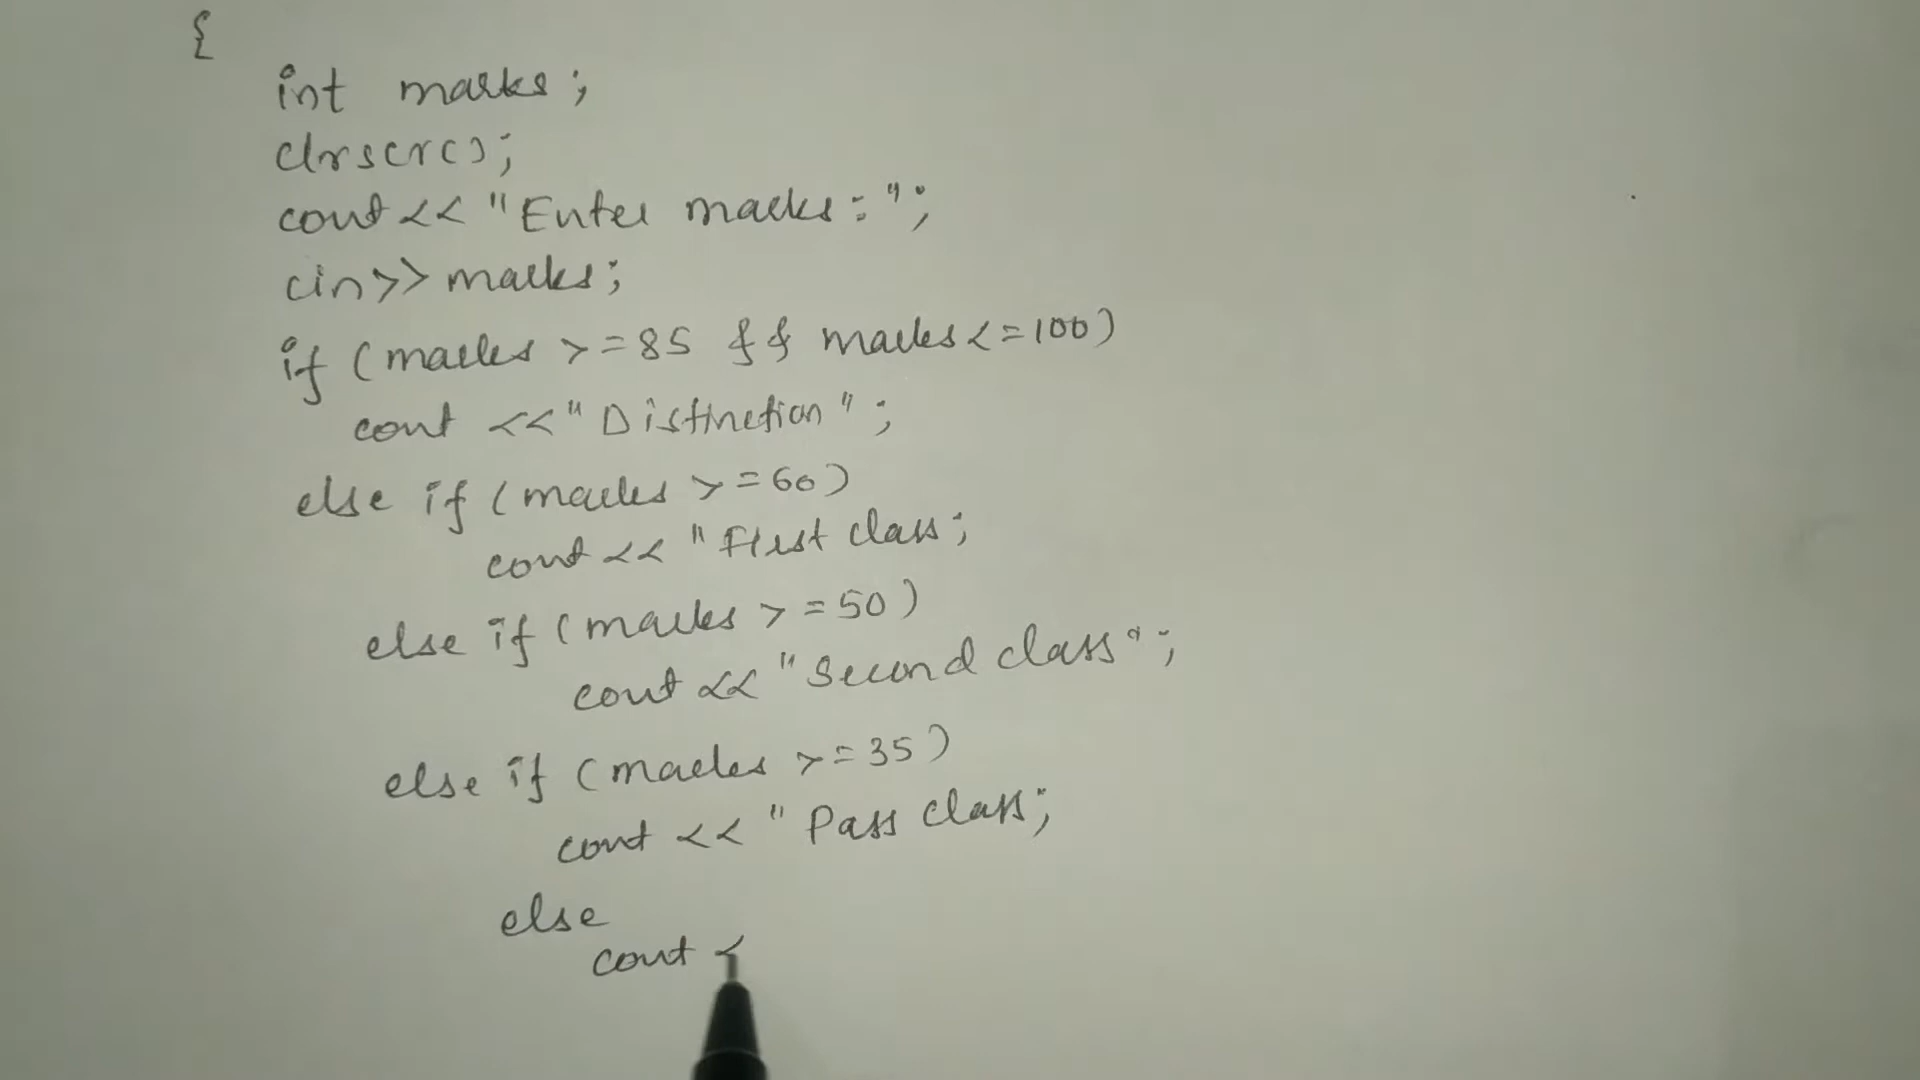 {
int marks;
clrscr();
cout<<"Enter marks:";
cin>>marks;
if (marks >=85 && marks<=100)
cout <<"Distinction";
else if (marks >=60)
cout << "First class;
else if (marks >=50)
cout << "Second class";
else if (marks >=35)
cout << "Pass class;
else
cout <